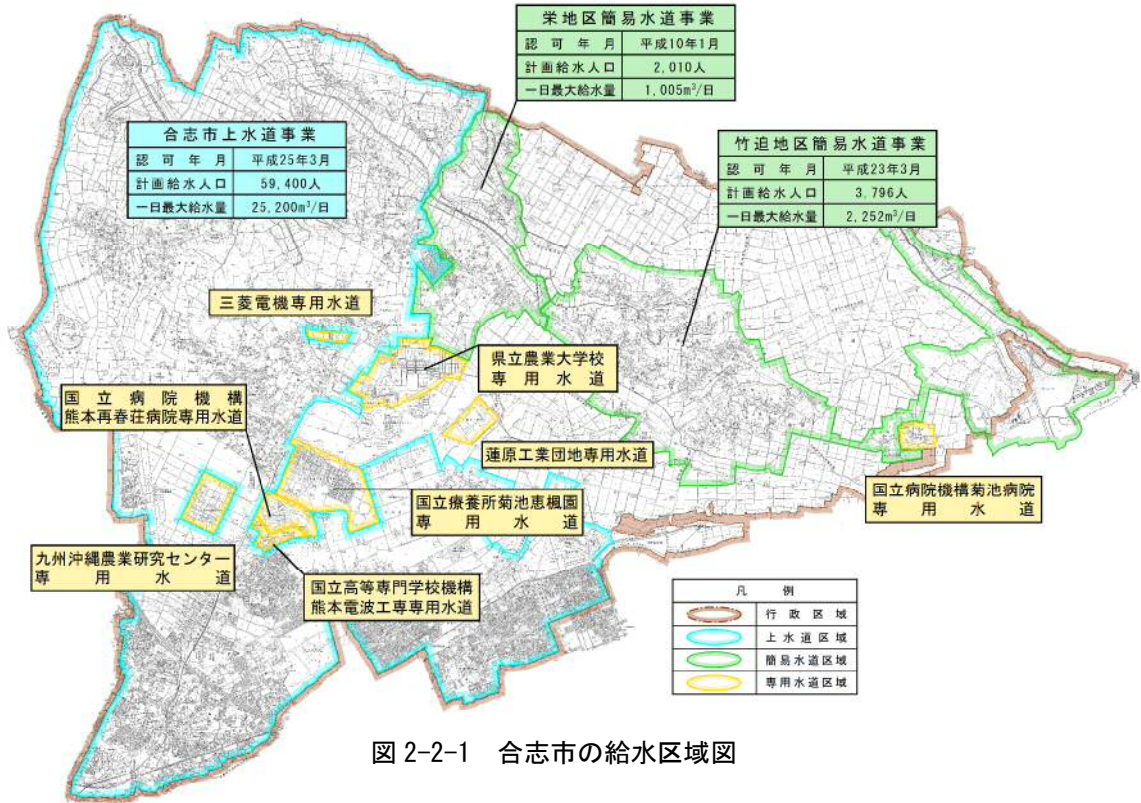 栄地区簡易水道事業
認可年月 平成10年1月
計画給水人口 2,010人
一日最大給水量 1,005m³/日
合志市上水道事業
認可年月 平成25年3月
計画給水人口 59,400人
一日最大給水量 25,200m³/日
竹迫地区簡易水道事業
認可年月 平成23年3月
計画給水人口 3,796人
一日最大給水量 2,252m³/日
三菱電機専用水道
県立農業大学校
専用水道
国立病院機構
熊本再春荘病院専用水道
蓮原工業団地専用水道
国立療養所菊池恵楓園
専用水道
国立病院機構菊池病院
専用水道
九州沖縄農業研究センター
専用水道
国立高等専門学校機構
熊本電波工専専用水道
凡例
行政区域
上水道区域
簡易水道区域
専用水道区域
図 2-2-1 合志市の給水区域図